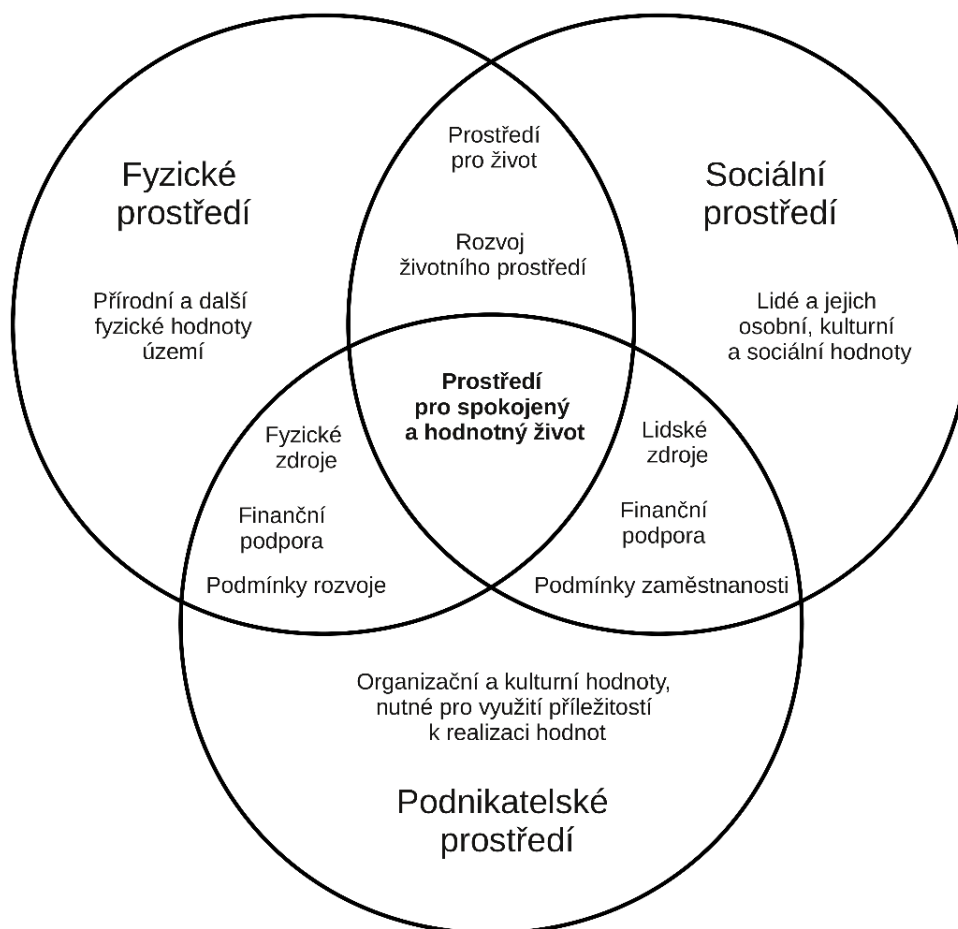 Prostředí
pro život
Fyzické
prostředí
Sociální
prostředí
Rozvoj
životního prostředí
Přírodní a další
fyzické hodnoty
území
Lidé a jejich
osobní, kulturní
a sociální hodnoty
Prostředí
pro spokojený
a hodnotný život
Fyzické
zdroje
Lidské
zdroje
Finanční
podpora
Finanční
podpora
Podmínky rozvoje
Podmínky zaměstnanosti
Organizační a kulturní hodnoty,
nutné pro využití příležitostí
k realizaci hodnot
Podnikatelské
prostředí